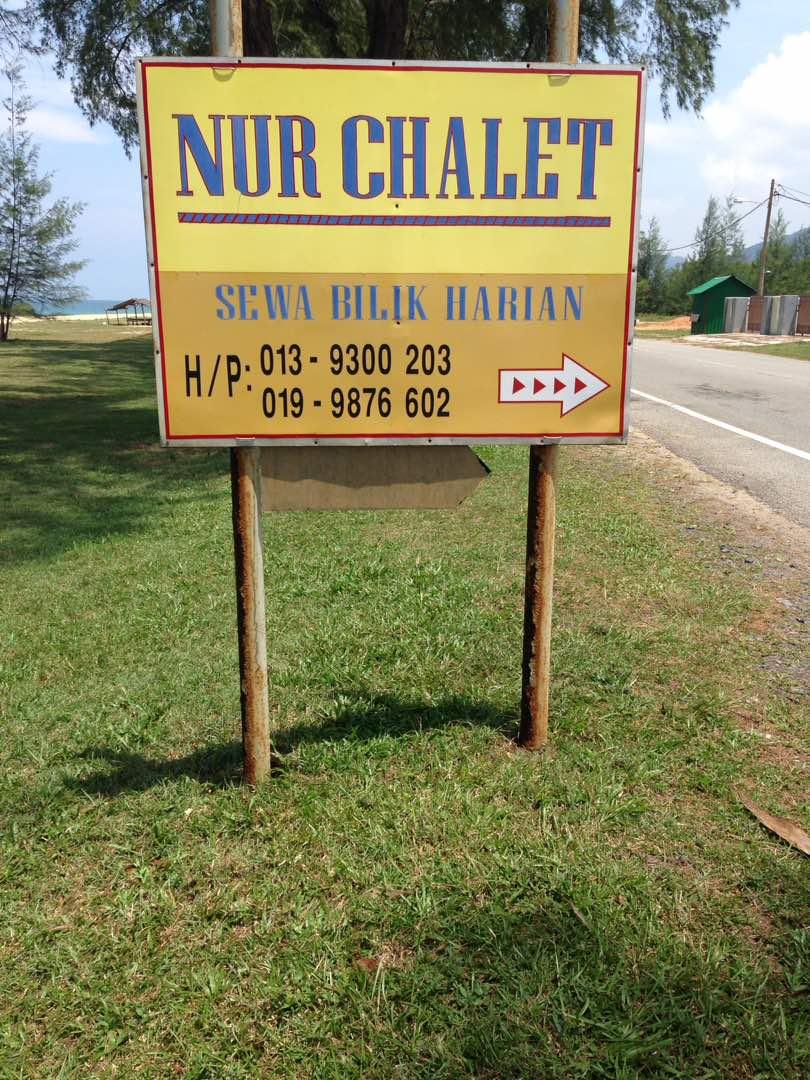 NUR CHALET
SEWA BILIK HARIAN
H/P: 013 - 9300 203
019 - 9876 602